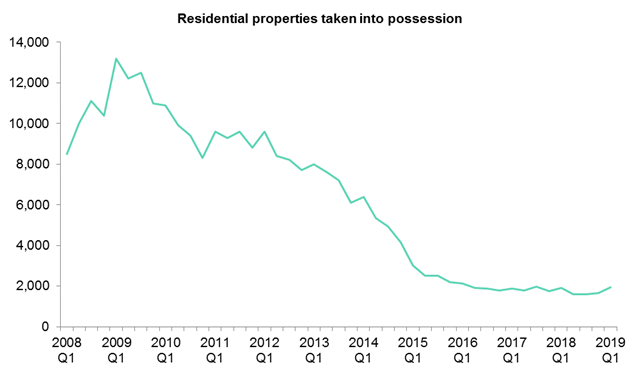 Residential properties taken into possession
14,000
12,000
10,000
8,000
6,000
4,000
2,000
0
2008 2009 2010 2011 2012 2013 2014 2015 2016 2017 2018 2019
Q1 Q1 Q1 Q1 Q1 Q1 Q1 Q1 Q1 Q1 Q1 Q1